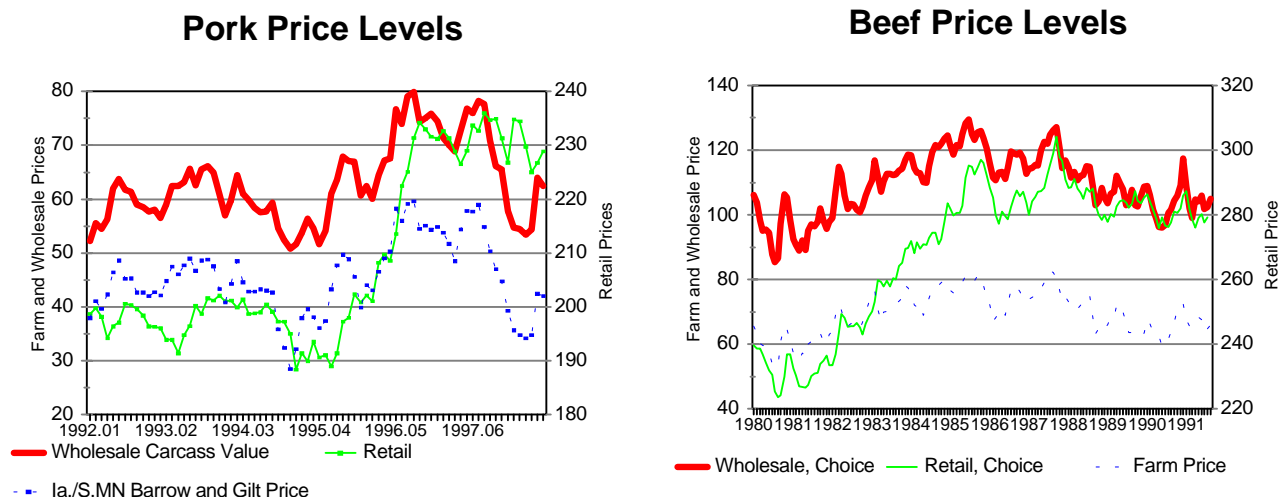 Pork Price Levels
Farm and Wholesale Prices
80
70
60
50
40
30
20
240
230
220
210
200
190
180
Retail Prices
1992.01 1993.02 1994.03 1995.04 1996.05 1997.06
Wholesale Carcass Value Retail
Ia./S.MN Barrow and Gilt Price
Beef Price Levels
Farm and Wholesale Price
140
120
100
80
60
40
320
300
280
260
240
220
Retail Price
1980 1981 1982 1983 1984 1985 1986 1987 1988 1989 1990 1991
Wholesale, Choice Retail, Choice Farm Price